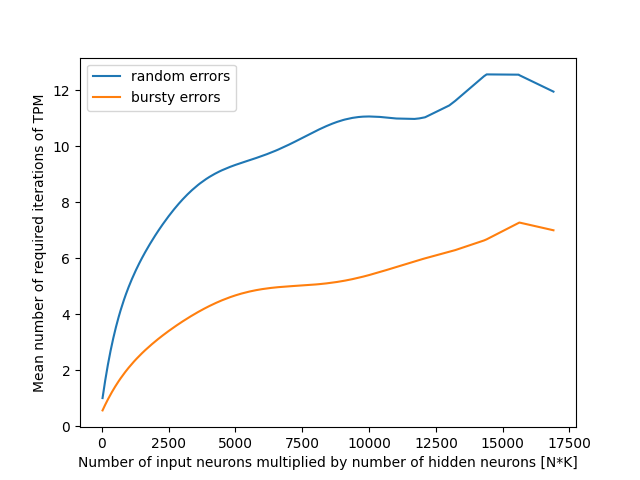 random errors
bursty errors
Mean number of required iterations of TPM
12
10
8
6
4
2
0
0 2500 5000 7500 10000 12500 15000 17500
Number of input neurons multiplied by number of hidden neurons [N*K]